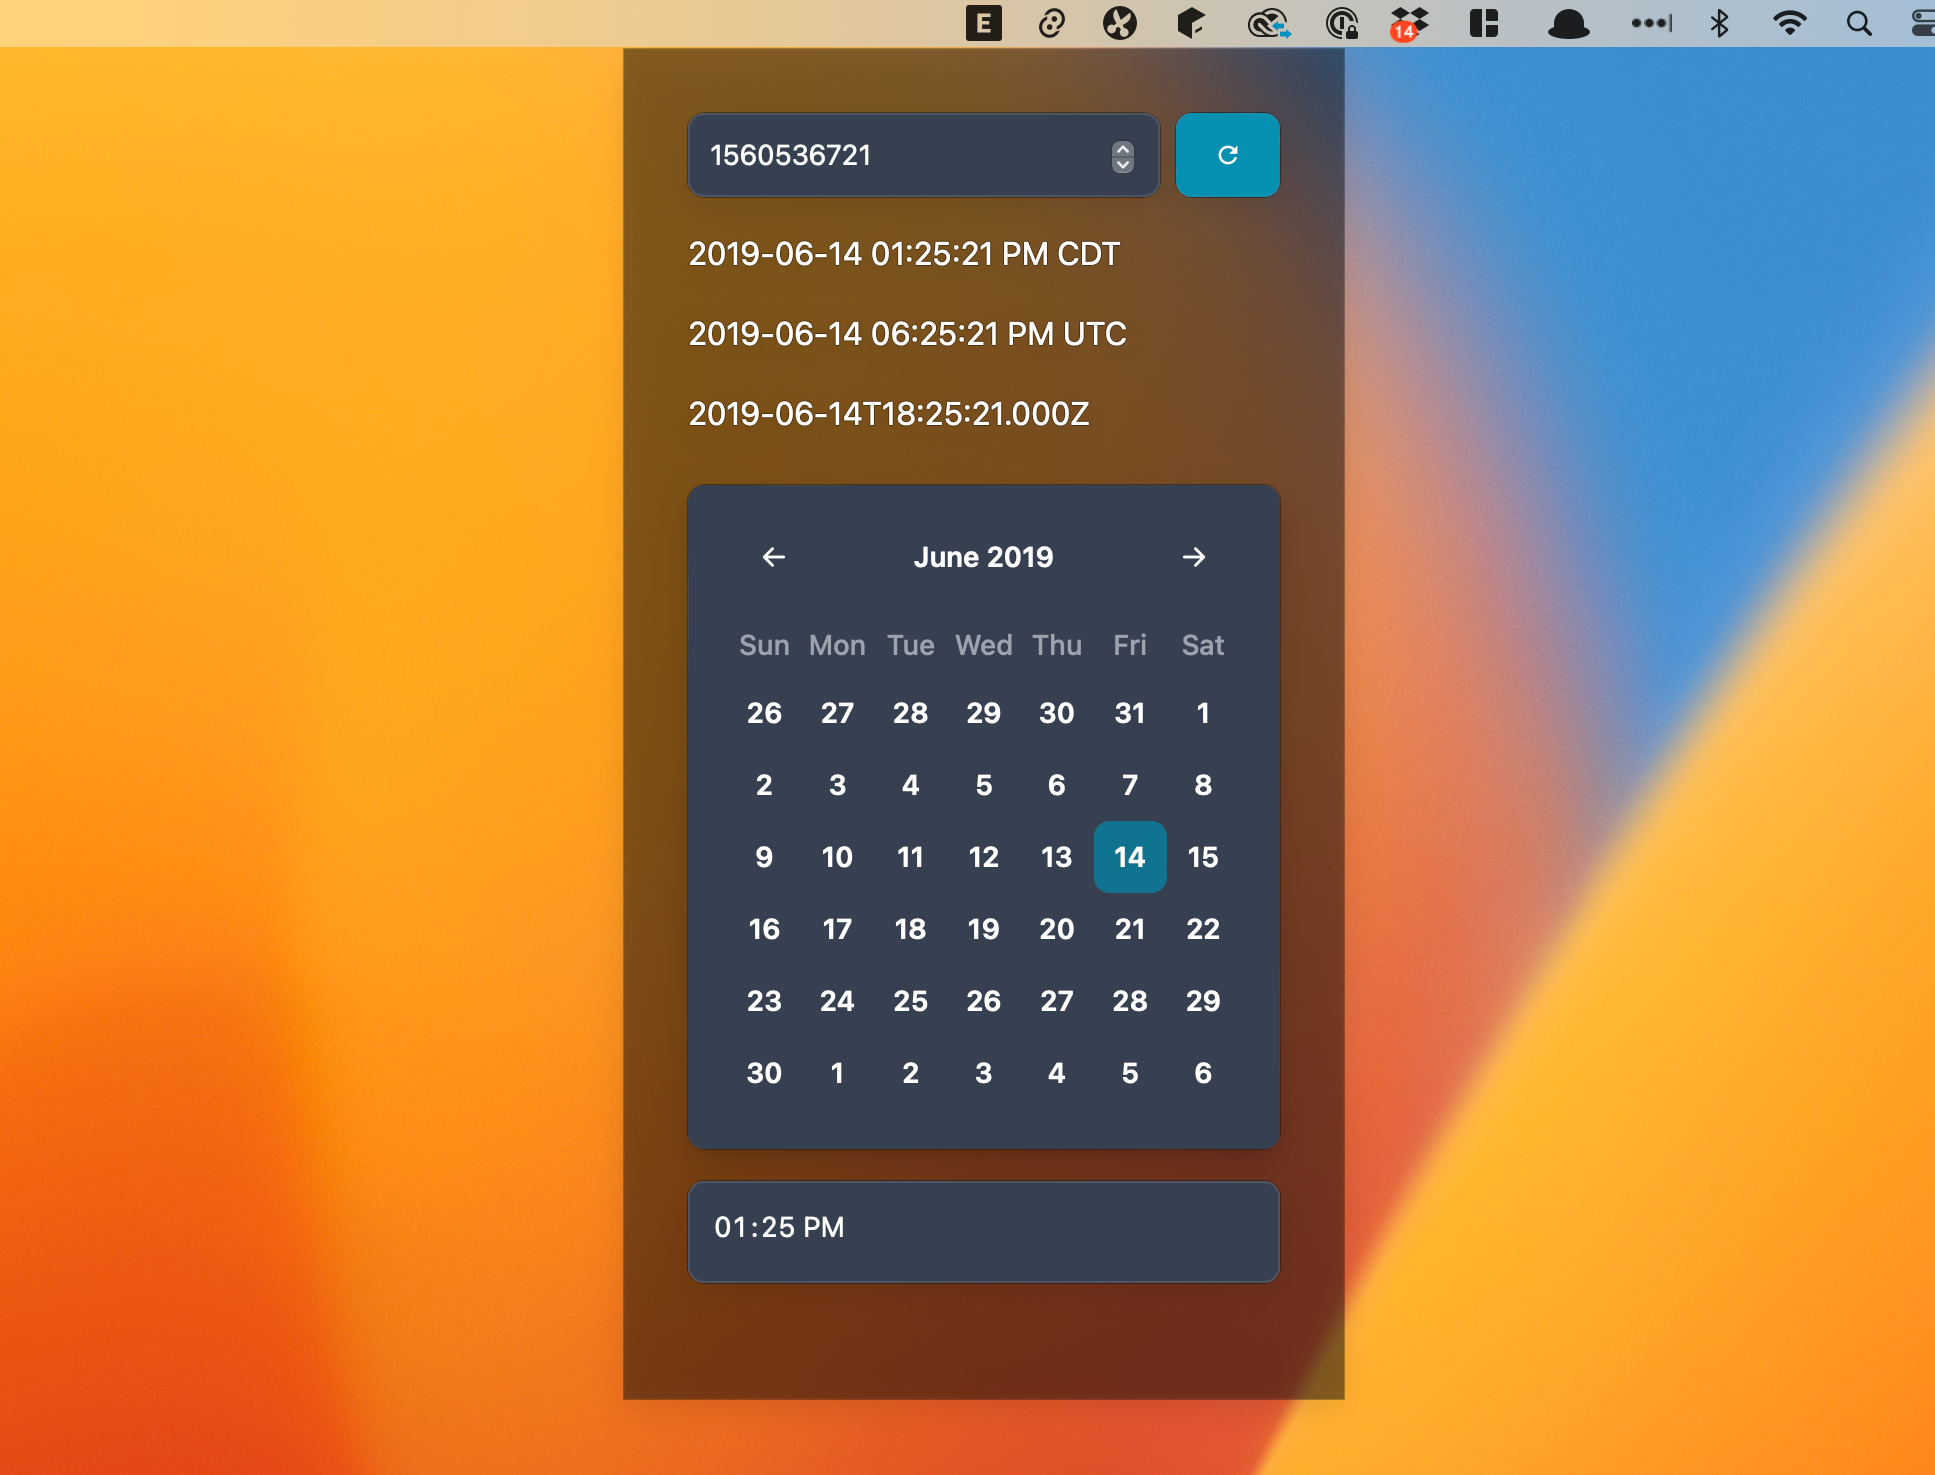 E
14
1560536721
2019-06-14 01:25:21 PM CDT
2019-06-14 06:25:21 PM UTC
2019-06-14T18:25:21.000Z
June 2019
Sun Mon Tue Wed Thu Fri Sat
26 27 28 29 30 31 1
2 3 4 5 6 7 8
9 10 11 12 13 14 15
16 17 18 19 20 21 22
23 24 25 26 27 28 29
30 1 2 3 4 5 6
01:25 PM